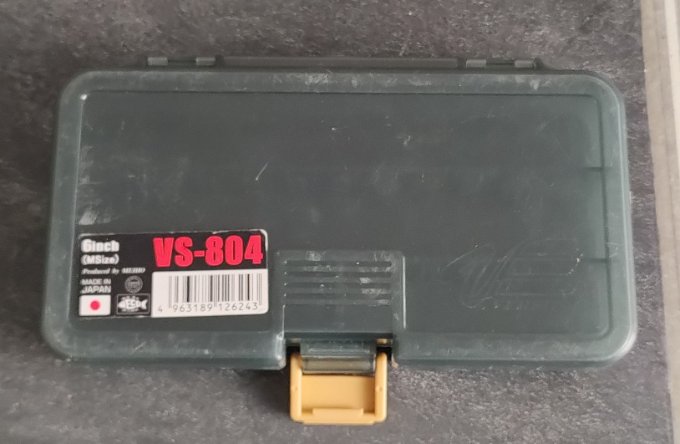 6inch
VS-804
(MSize)
Produced by MEIHO
MADE IN
JAPAN
4 963189 126243